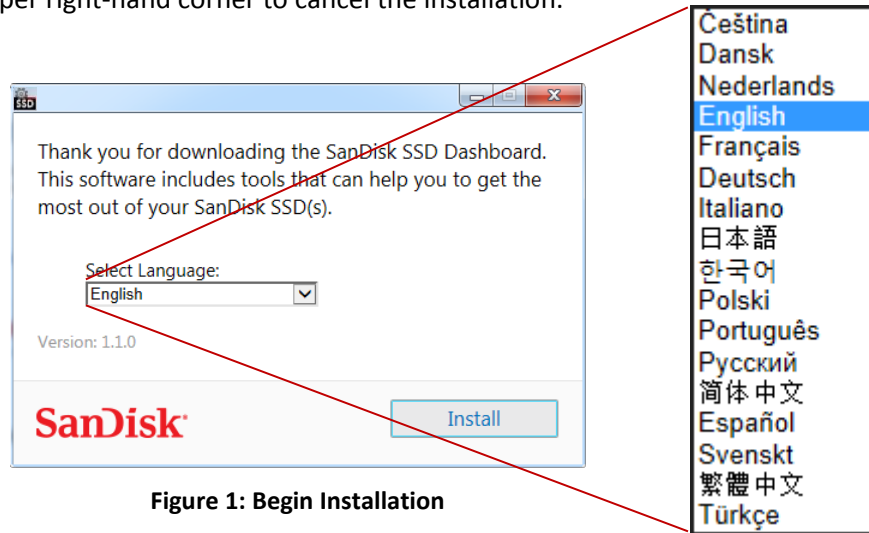 per right-hand corner to cancel the installation.
SSD
Thank you for downloading the SanDisk SSD Dashboard.
This software includes tools that can help you to get the
most out of your SanDisk SSD(s).
Select Language:
English
Version: 1.1.0
SanDisk
Install
Figure 1: Begin Installation
Čeština
Dansk
Nederlands
English
Français
Deutsch
Italiano
日本語
한국어
Polski
Português
Русский
简体中文
Español
Svenskt
繁體中文
Türkçe